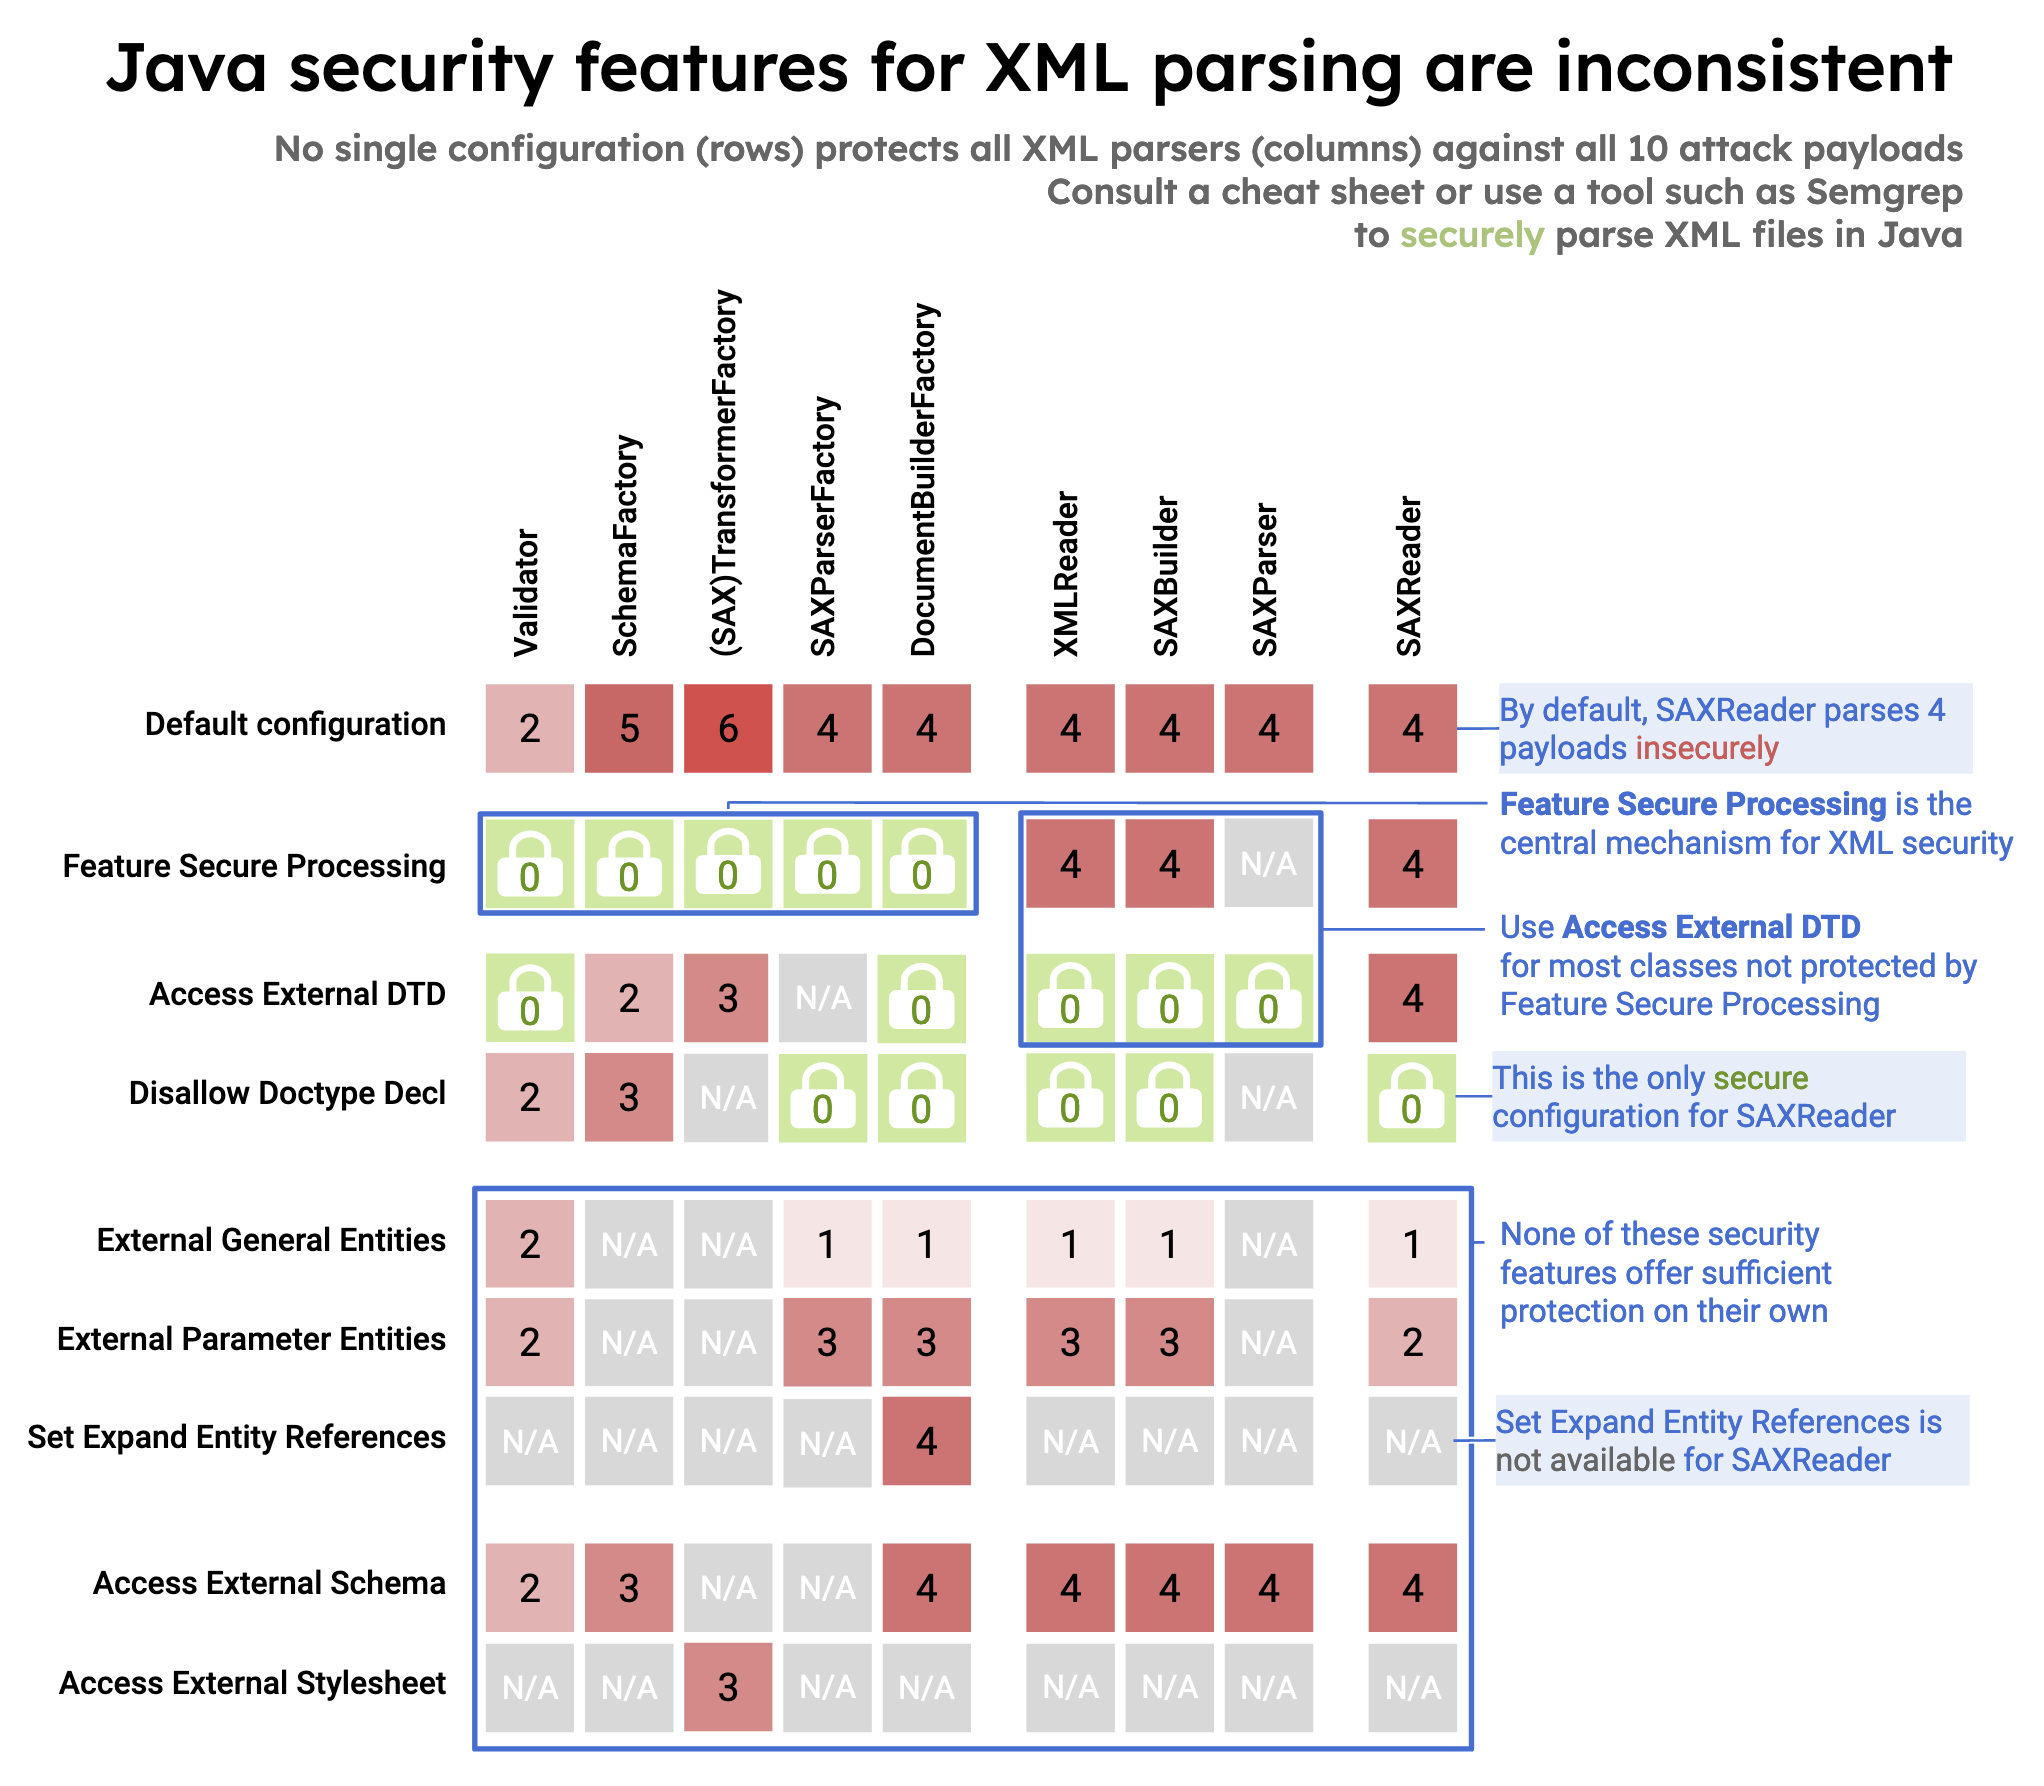 Java security features for XML parsing are inconsistent
No single configuration (rows) protects all XML parsers (columns) against all 10 attack payloads
Consult a cheat sheet or use a tool such as Semgrep
to securely parse XML files in Java
Validator
SchemaFactory
(SAX)TransformerFactory
SAXParserFactory
DocumentBuilderFactory
XMLReader
SAXBuilder
SAXParser
SAXReader
Default configuration 2 5 6 4 4 4 4 4 4
By default, SAXReader parses 4
payloads insecurely
Feature Secure Processing 0 0 0 0 0 4 4 N/A 4
Feature Secure Processing is the
central mechanism for XML security
Use Access External DTD
for most classes not protected by
Feature Secure Processing
Access External DTD 0 2 3 N/A 0 0 0 0 4
Disallow Doctype Decl 2 3 N/A 0 0 0 0 N/A 0
This is the only secure
configuration for SAXReader
External General Entities 2 N/A N/A 1 1 1 1 N/A 1
None of these security
features offer sufficient
protection on their own
External Parameter Entities 2 N/A N/A 3 3 3 3 N/A 2
Set Expand Entity References N/A N/A N/A N/A 4 N/A N/A N/A N/A
Set Expand Entity References is
not available for SAXReader
Access External Schema 2 3 N/A N/A 4 4 4 4 4
Access External Stylesheet N/A N/A 3 N/A N/A N/A N/A N/A N/A